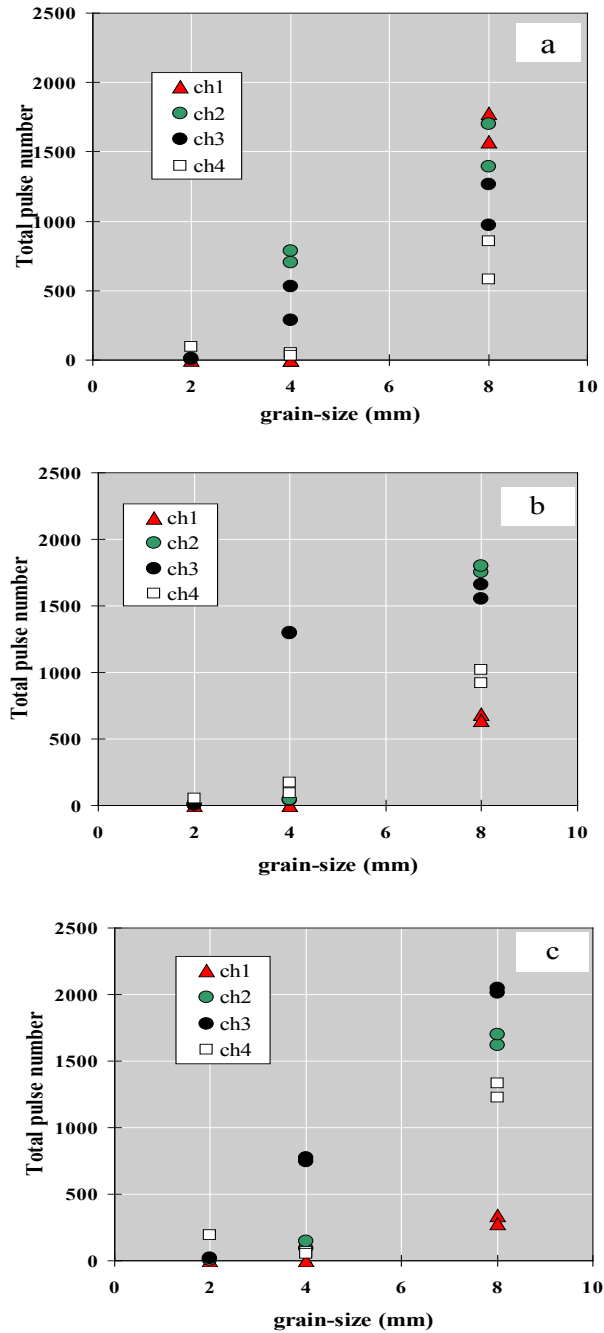 a
2500
2000
1500
1000
500
0
Total pulse number
ch1
ch2
ch3
ch4
0 2 4 6 8 10
grain-size (mm)
b
2500
2000
1500
1000
500
0
Total pulse number
ch1
ch2
ch3
ch4
0 2 4 6 8 10
grain-size (mm)
c
2500
2000
1500
1000
500
0
Total pulse number
ch1
ch2
ch3
ch4
0 2 4 6 8 10
grain-size (mm)